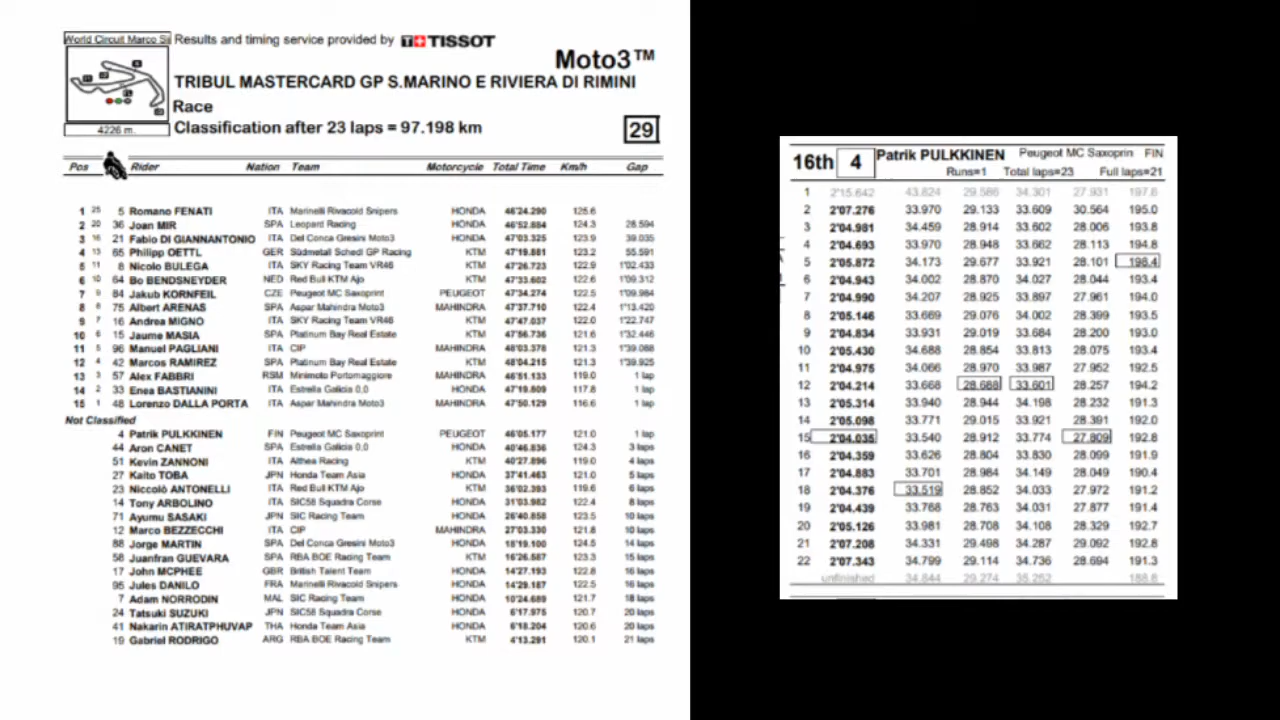 World Circuit Marco Si Results and timing service provided by TISSOT
Moto3™
TRIBUL MASTERCARD GP S.MARINO E RIVIERA DI RIMINI
Race
4226 m. Classification after 23 laps = 97.198 km 29
Pos Rider Nation Team Motorcycle Total Time Km/h Gap
1 25 5 Romano FENATI ITA Marinelli Rivacold Snipers HONDA 46'24.290 125.6
2 20 36 Joan MIR SPA Leopard Racing HONDA 46'52.884 124.3 28.594
3 16 21 Fabio DI GIANNANTONIO ITA Del Conca Gresini Moto3 HONDA 47'03.325 123.9 39.035
4 13 65 Philipp OETTL GER Südmetall Schedl GP Racing KTM 47'19.881 123.2 55.591
5 11 8 Nicolo BULEGA ITA SKY Racing Team VR46 KTM 47'26.723 122.9 1'02.433
6 10 64 Bo BENDSNEYDER NED Red Bull KTM Ajo KTM 47'33.602 122.6 1'09.312
7 9 84 Jakub KORNFEIL CZE Peugeot MC Saxoprint PEUGEOT 47'34.274 122.5 1'09.984
8 8 75 Albert ARENAS SPA Aspar Mahindra Moto3 MAHINDRA 47'37.710 122.4 1'13.420
9 7 16 Andrea MIGNO ITA SKY Racing Team VR46 KTM 47'47.037 122.0 1'22.747
10 6 15 Jaume MASIA SPA Platinum Bay Real Estate KTM 47'56.736 121.6 1'32.446
11 5 96 Manuel PAGLIANI ITA CIP MAHINDRA 48'03.378 121.3 1'39.088
12 4 42 Marcos RAMIREZ SPA Platinum Bay Real Estate KTM 48'04.215 121.3 1'39.925
13 3 57 Alex FABBRI RSM Minimoto Portomaggiore MAHINDRA 46'51.133 119.0 1 lap
14 2 33 Enea BASTIANINI ITA Estrella Galicia 0,0 HONDA 47'19.809 117.8 1 lap
15 1 48 Lorenzo DALLA PORTA ITA Aspar Mahindra Moto3 MAHINDRA 47'50.129 116.6 1 lap
Not Classified
4 Patrik PULKKINEN FIN Peugeot MC Saxoprint PEUGEOT 46'05.177 121.0 1 lap
44 Aron CANET SPA Estrella Galicia 0,0 HONDA 40'46.836 124.3 3 laps
51 Kevin ZANNONI ITA Althea Racing KTM 40'27.896 119.0 4 laps
27 Kaito TOBA JPN Honda Team Asia HONDA 37'41.463 121.0 5 laps
23 Niccolò ANTONELLI ITA Red Bull KTM Ajo KTM 36'02.393 119.6 6 laps
14 Tony ARBOLINO ITA SIC58 Squadra Corse HONDA 31'03.982 122.4 8 laps
71 Ayumu SASAKI JPN SIC Racing Team HONDA 26'40.858 123.5 10 laps
12 Marco BEZZECCHI ITA CIP MAHINDRA 27'03.330 121.8 10 laps
88 Jorge MARTIN SPA Del Conca Gresini Moto3 HONDA 18'19.100 124.5 14 laps
58 Juanfran GUEVARA SPA RBA BOE Racing Team KTM 16'26.587 123.3 15 laps
17 John MCPHEE GBR British Talent Team HONDA 14'27.193 122.8 16 laps
95 Jules DANILO FRA Marinelli Rivacold Snipers HONDA 14'29.187 122.5 16 laps
7 Adam NORRODIN MAL SIC Racing Team HONDA 10'24.689 121.7 18 laps
24 Tatsuki SUZUKI JPN SIC58 Squadra Corse HONDA 6'17.975 120.7 20 laps
41 Nakarin ATIRATPHUVAP THA Honda Team Asia HONDA 6'18.204 120.6 20 laps
19 Gabriel RODRIGO ARG RBA BOE Racing Team KTM 4'13.291 120.1 21 laps
16th 4 Patrik PULKKINEN Peugeot MC Saxoprin FIN
Runs=1 Total laps=23 Full laps=21
1 2'15.642 43.824 29.586 34.301 27.931 197.6
2 2'07.276 33.970 29.133 33.609 30.564 195.0
3 2'04.981 34.459 28.914 33.602 28.006 193.8
4 2'04.693 33.970 28.948 33.662 28.113 194.8
5 2'05.872 34.173 29.677 33.921 28.101 198.4
6 2'04.943 34.002 28.870 34.027 28.044 193.4
7 2'04.990 34.207 28.925 33.897 27.961 194.0
8 2'05.146 33.669 29.076 34.002 28.399 193.5
9 2'04.834 33.931 29.019 33.684 28.200 193.0
10 2'05.430 34.688 28.854 33.813 28.075 193.4
11 2'04.975 34.066 28.970 33.987 27.952 192.5
12 2'04.214 33.668 28.688 33.601 28.257 194.2
13 2'05.314 33.940 28.944 34.198 28.232 191.3
14 2'05.098 33.771 29.015 33.921 28.391 192.0
15 2'04.035 33.540 28.912 33.774 27.809 192.8
16 2'04.359 33.626 28.804 33.830 28.099 191.9
17 2'04.883 33.701 28.984 34.149 28.049 190.4
18 2'04.376 33.519 28.852 34.033 27.972 191.2
19 2'04.439 33.768 28.763 34.031 27.877 191.4
20 2'05.126 33.981 28.708 34.108 28.329 192.7
21 2'07.208 34.331 29.498 34.287 29.092 192.8
22 2'07.343 34.799 29.114 34.736 28.694 191.3
unfinished 34.844 29.274 35.252 188.6